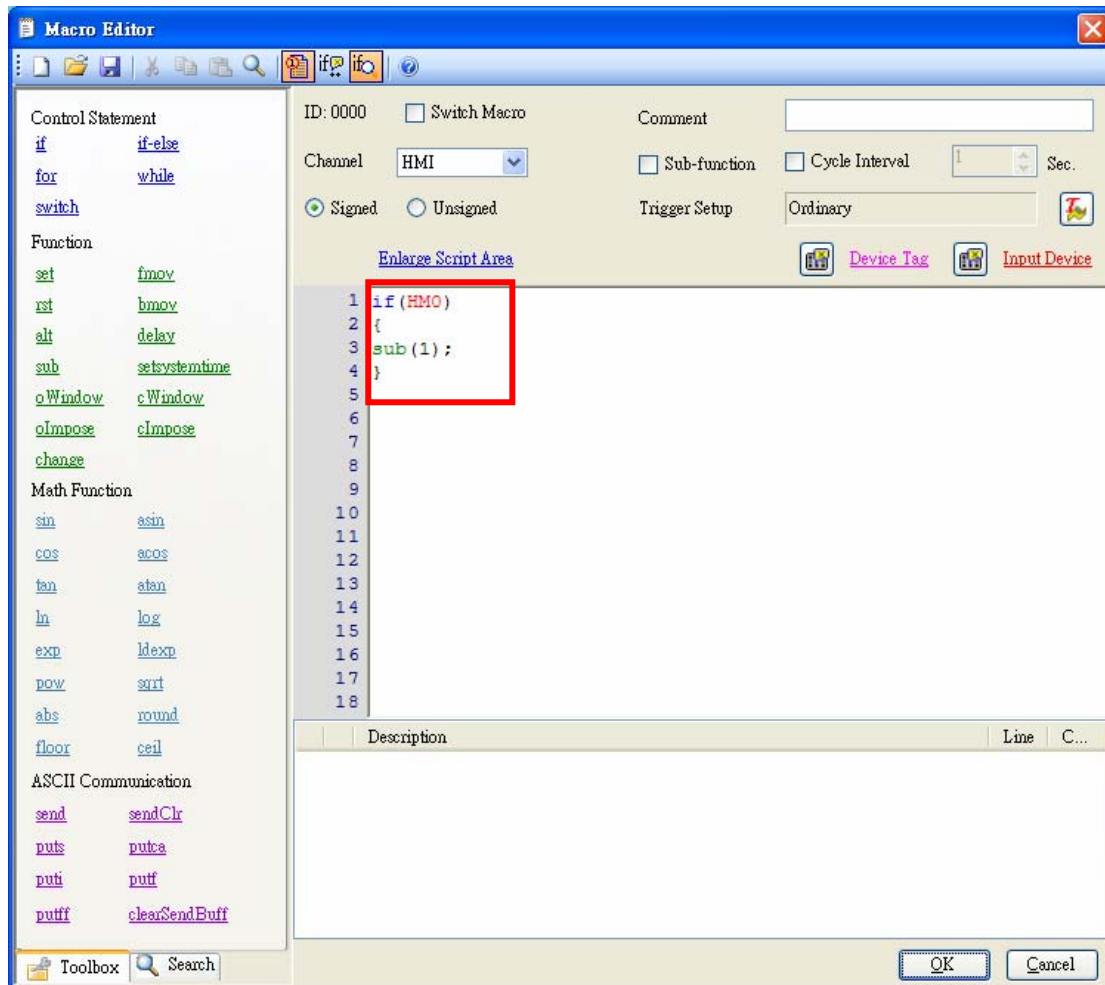 Macro Editor
Control Statement
if if-else
for while
switch
Function
set fmov
rst bmov
alt delay
sub setsystemtime
oWindow cWindow
oImpose cImpose
change
Math Function
sin asin
cos acos
tan atan
ln log
exp ldexp
pow sqrt
abs round
floor ceil
ASCII Communication
send sendClr
puts putca
puti putf
putff clearSendBuff
Toolbox Search
ID: 0000 Switch Macro Comment
Channel HMI Sub-function Cycle Interval 1 Sec.
Signed Unsigned Trigger Setup Ordinary
Enlarge Script Area Device Tag Input Device
1 if(HM0)
2 {
3 sub(1);
4 }
5
6
7
8
9
10
11
12
13
14
15
16
17
18
Description Line C...
OK Cancel